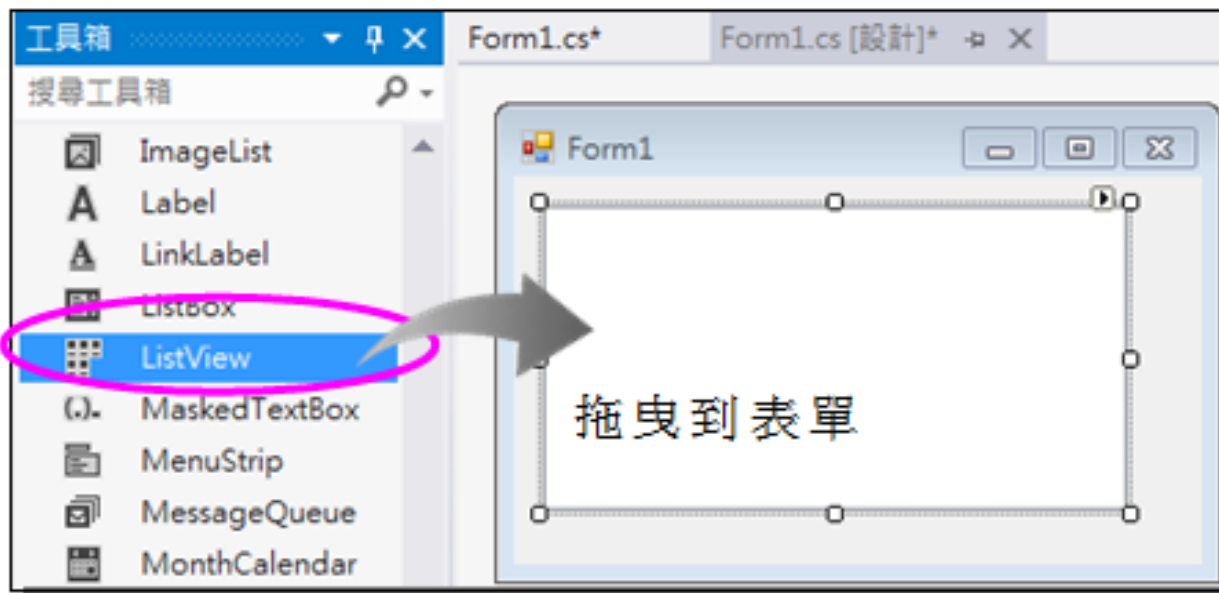 工具箱
搜尋工具箱
ImageList
Label
LinkLabel
ListBox
ListView
MaskedTextBox
MenuStrip
MessageQueue
MonthCalendar
Form1.cs*
Form1.cs [設計]*
Form1
拖曳到表單